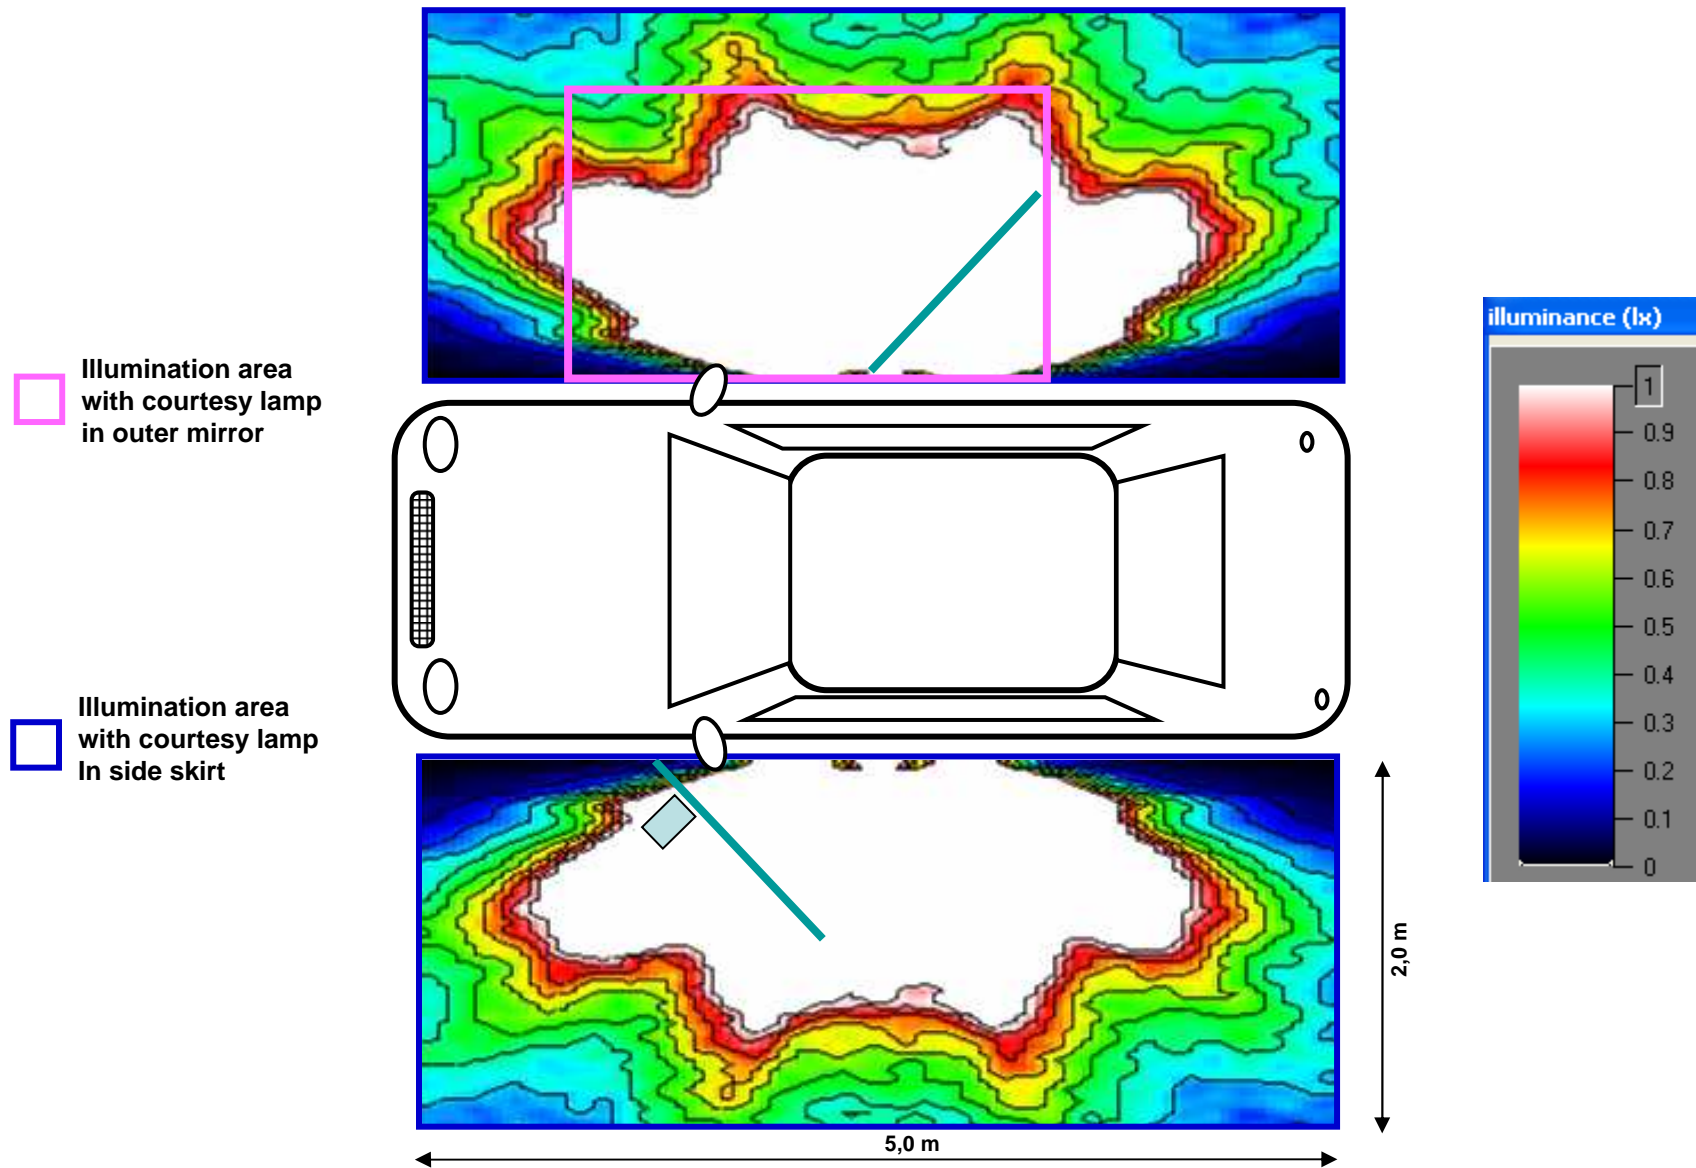 Illumination area
with courtesy lamp
in outer mirror
Illumination area
with courtesy lamp
In side skirt
illuminance (lx)
1
0.9
0.8
0.7
0.6
0.5
0.4
0.3
0.2
0.1
0
2,0 m
5,0 m